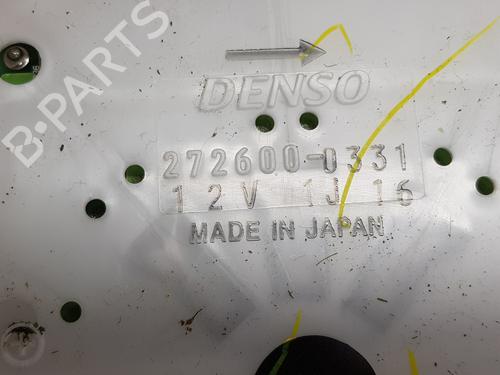 B-PARTS
DENSO
272600-0331
12V 1J 16
MADE IN JAPAN